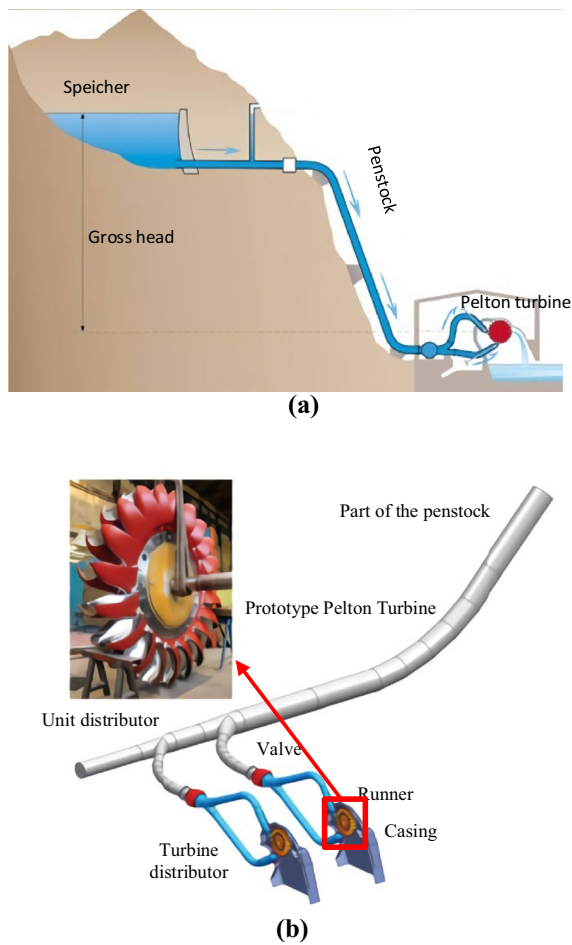 Speicher
Penstock
Gross head
Pelton turbine
(a)
Part of the penstock
Prototype Pelton Turbine
Unit distributor
Valve
Runner
Casing
Turbine
distributor
(b)